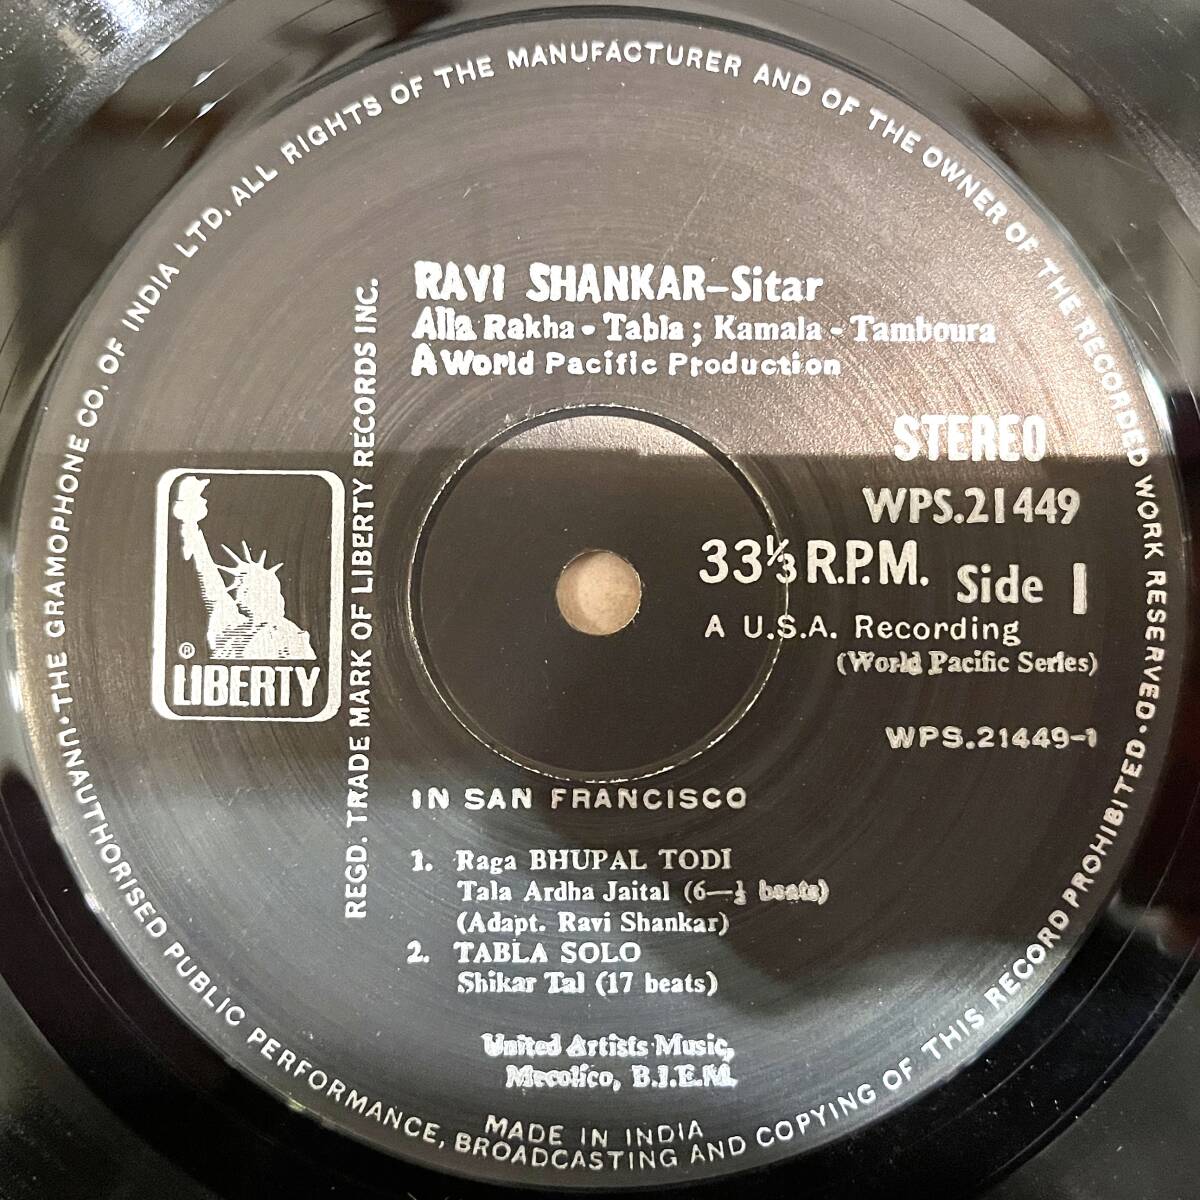 THE GRAMOPHONE CO. OF INDIA LTD. ALL RIGHTS OF THE MANUFACTURER AND OF THE OWNER OF THE RECORDED WORK RESERVED • UNAUTHORISED PUBLIC PERFORMANCE, BROADCASTING AND COPYING OF THIS RECORD PROHIBITED •
RAVI SHANKAR-Sitar
Alla Rakha - Tabla; Kamala - Tamboura
A World Pacific Production
STEREO
WPS.21449
33⅓ R.P.M. Side 1
A U.S.A. Recording
(World Pacific Series)
WPS.21449-1
® LIBERTY
REGD. TRADE MARK OF LIBERTY RECORDS INC.
IN SAN FRANCISCO
1. Raga BHUPAL TODI
Tala Ardha Jaital (6—½ beats)
(Adapt. Ravi Shankar)
2. TABLA SOLO
Shikar Tal (17 beats)
United Artists Music,
Mecolico, B.I.E.M.
MADE IN INDIA